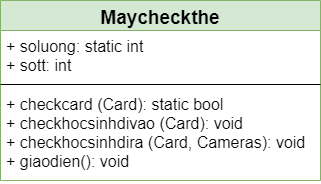 Maycheckthe
+ soluong: static int
+ sott: int
+ checkcard (Card): static bool
+ checkhocsinhdivao (Card): void
+ checkhocsinhdira (Card, Cameras): void
+ giaodien(): void